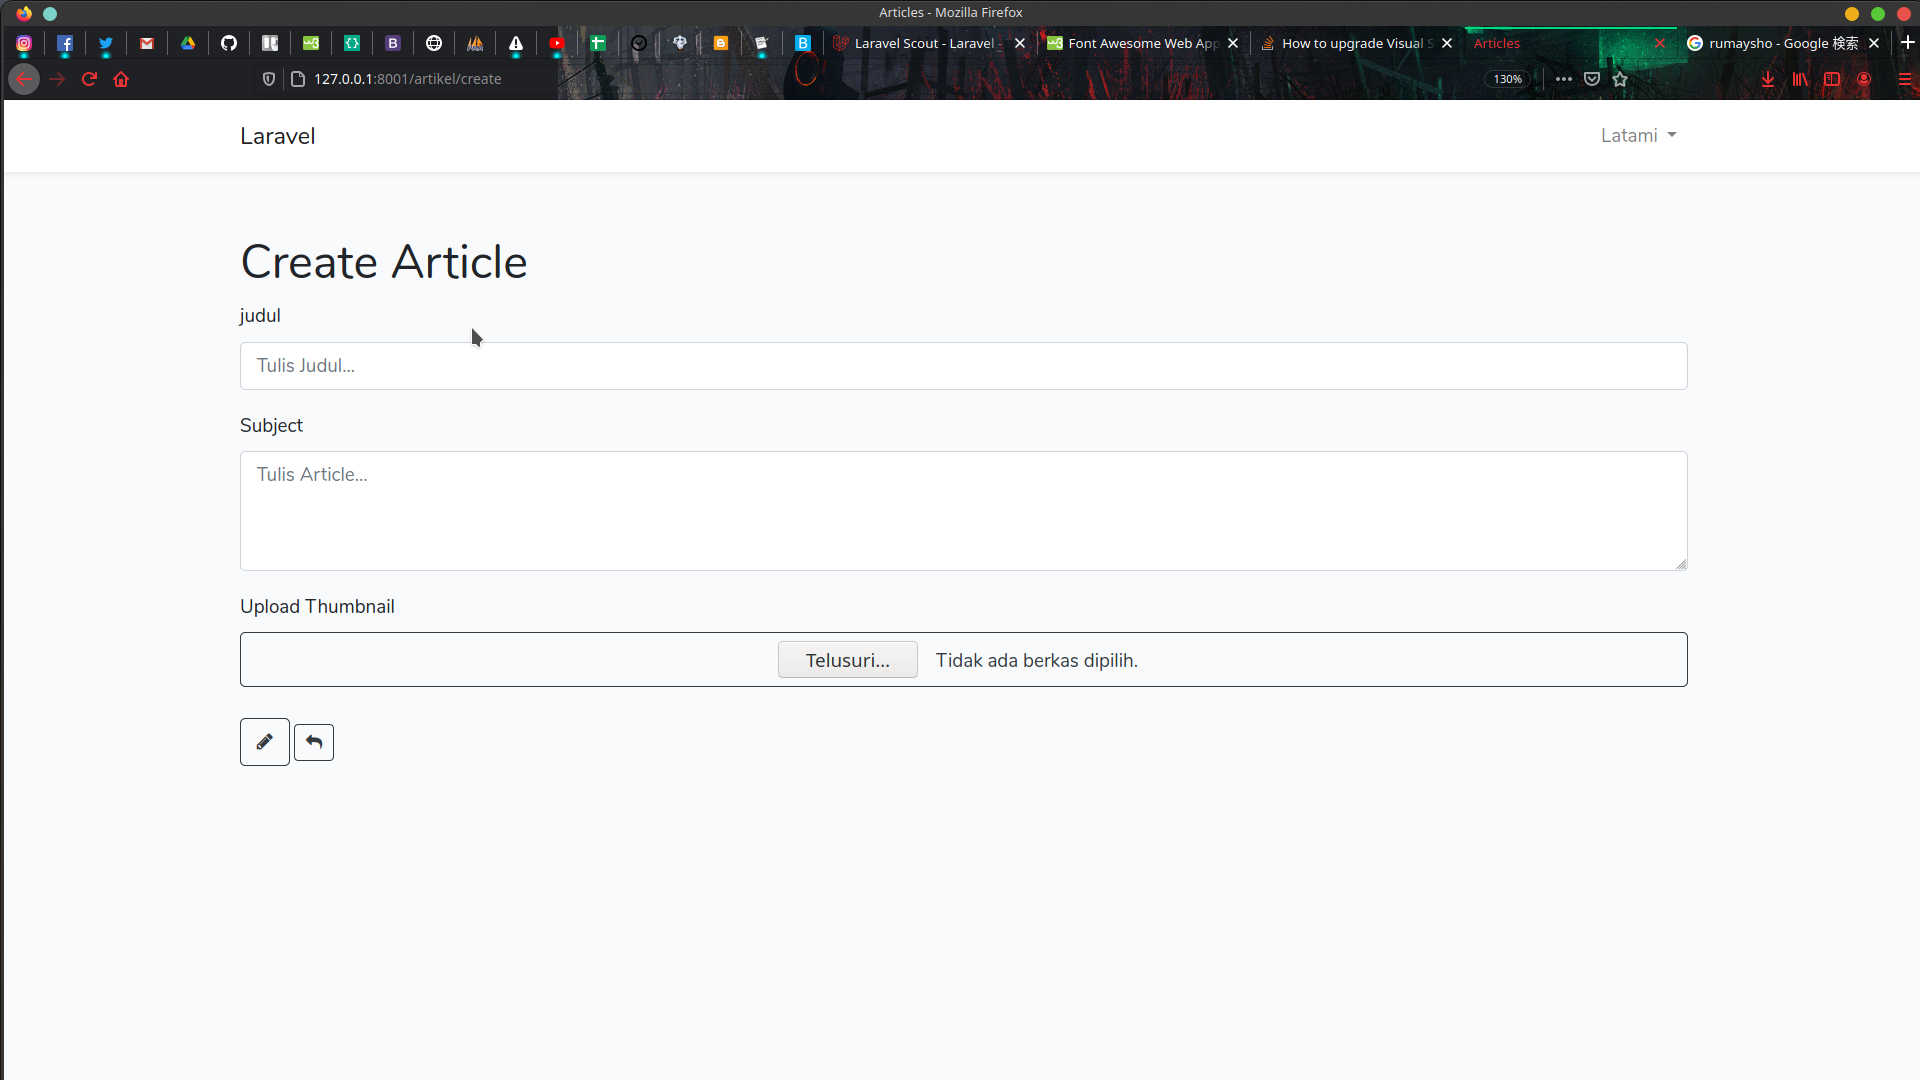 Articles - Mozilla Firefox
Laravel Scout - Laravel -
Font Awesome Web App
How to upgrade Visual S
Articles
rumaysho - Google 検索
127.0.0.1:8001/artikel/create
130%
Laravel
Latami
Create Article
judul
Tulis Judul...
Subject
Tulis Article...
Upload Thumbnail
Telusuri...
Tidak ada berkas dipilih.